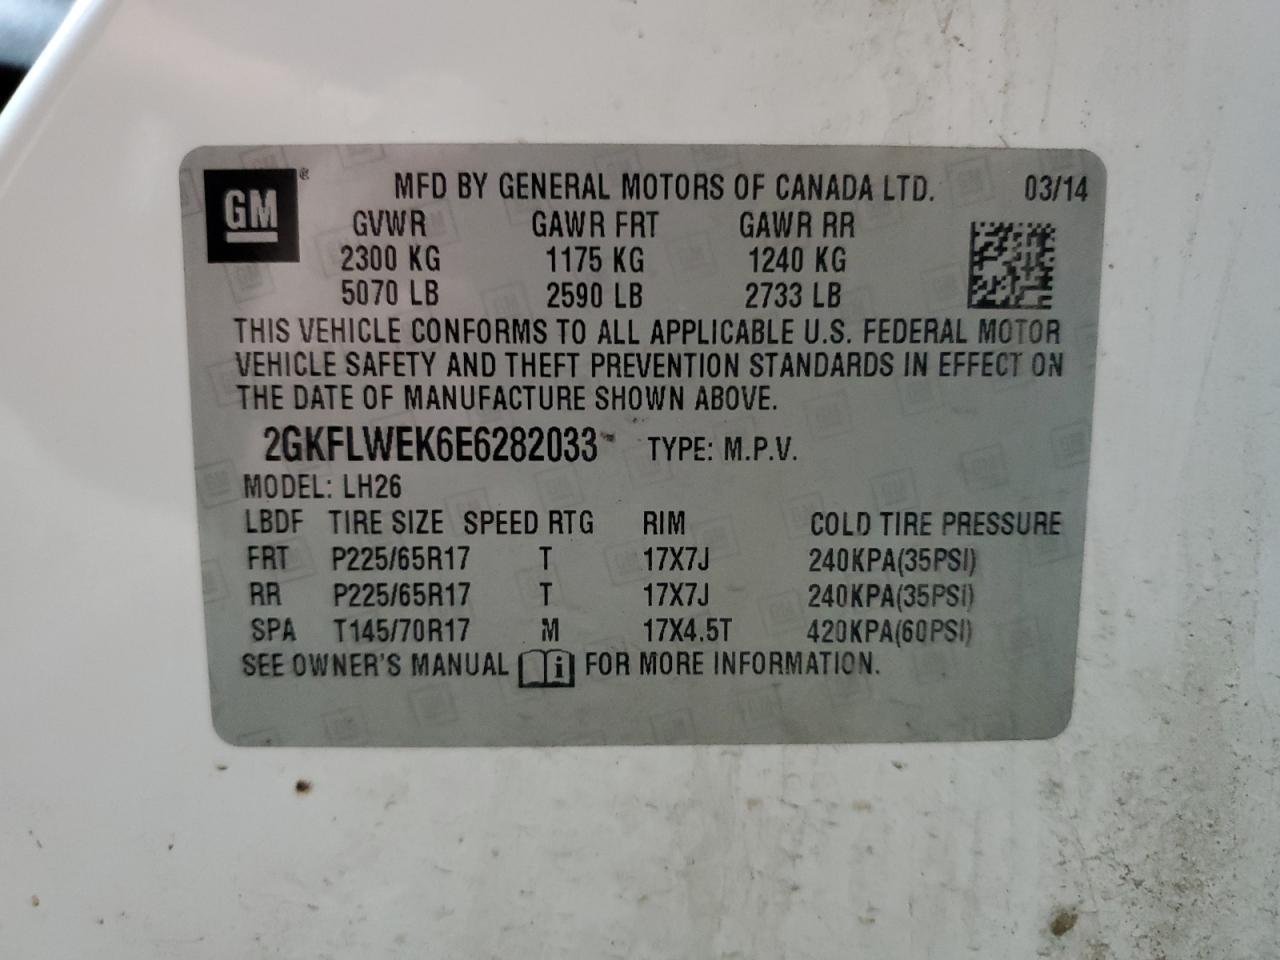 GM®
MFD BY GENERAL MOTORS OF CANADA LTD. 03/14
GVWR GAWR FRT GAWR RR
2300 KG 1175 KG 1240 KG
5070 LB 2590 LB 2733 LB
THIS VEHICLE CONFORMS TO ALL APPLICABLE U.S. FEDERAL MOTOR
VEHICLE SAFETY AND THEFT PREVENTION STANDARDS IN EFFECT ON
THE DATE OF MANUFACTURE SHOWN ABOVE.
2GKFLWEK6E6282033 TYPE: M.P.V.
MODEL: LH26
LBDF TIRE SIZE SPEED RTG RIM COLD TIRE PRESSURE
FRT P225/65R17 T 17X7J 240KPA(35PSI)
RR P225/65R17 T 17X7J 240KPA(35PSI)
SPA T145/70R17 M 17X4.5T 420KPA(60PSI)
SEE OWNER'S MANUAL i FOR MORE INFORMATION.